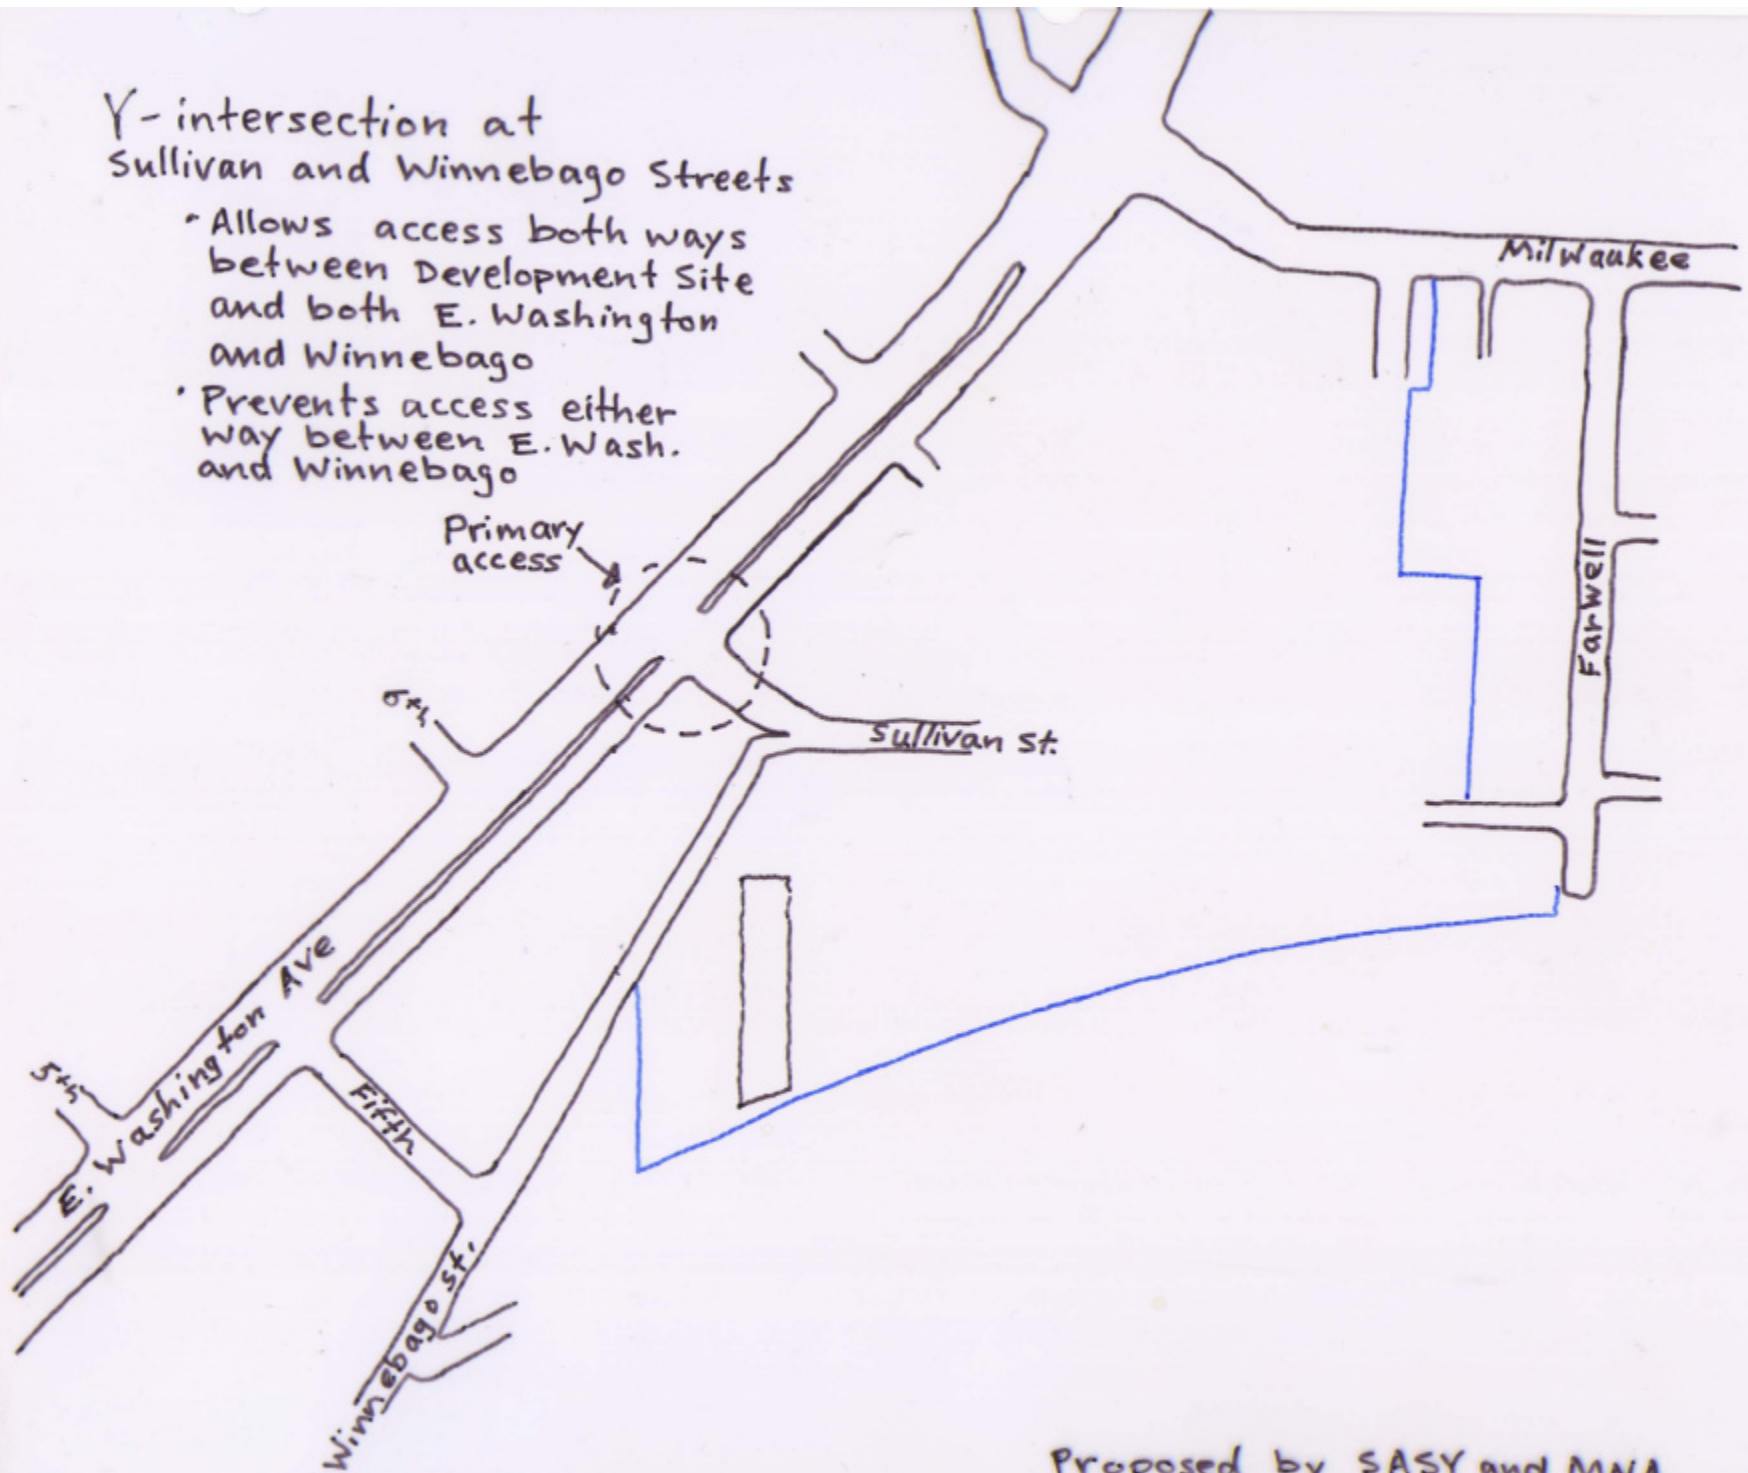 Y-intersection at
Sullivan and Winnebago Streets
· Allows access both ways
between Development Site
and both E. Washington
and Winnebago
· Prevents access either
way between E. Wash.
and Winnebago
Primary
access
Milwaukee
Farwell
6th
Sullivan St.
E. Washington Ave
5th
Fifth
Winnebago St.
Proposed by SASY and MNA